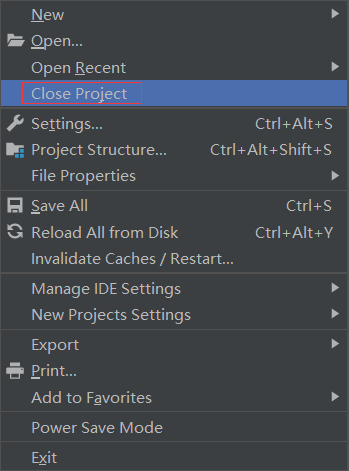 New
Open...
Open Recent
Close Project
Settings... Ctrl+Alt+S
Project Structure... Ctrl+Alt+Shift+S
File Properties
Save All Ctrl+S
Reload All from Disk Ctrl+Alt+Y
Invalidate Caches / Restart...
Manage IDE Settings
New Projects Settings
Export
Print...
Add to Favorites
Power Save Mode
Exit